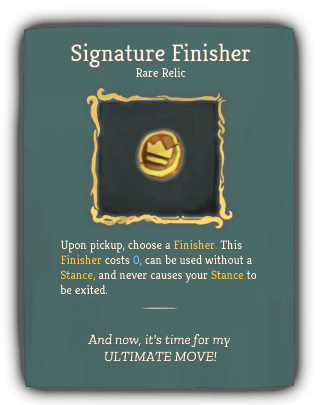 Signature Finisher
Rare Relic
Upon pickup, choose a Finisher. This
Finisher costs 0, can be used without a
Stance, and never causes your Stance to
be exited.
And now, it's time for my
ULTIMATE MOVE!